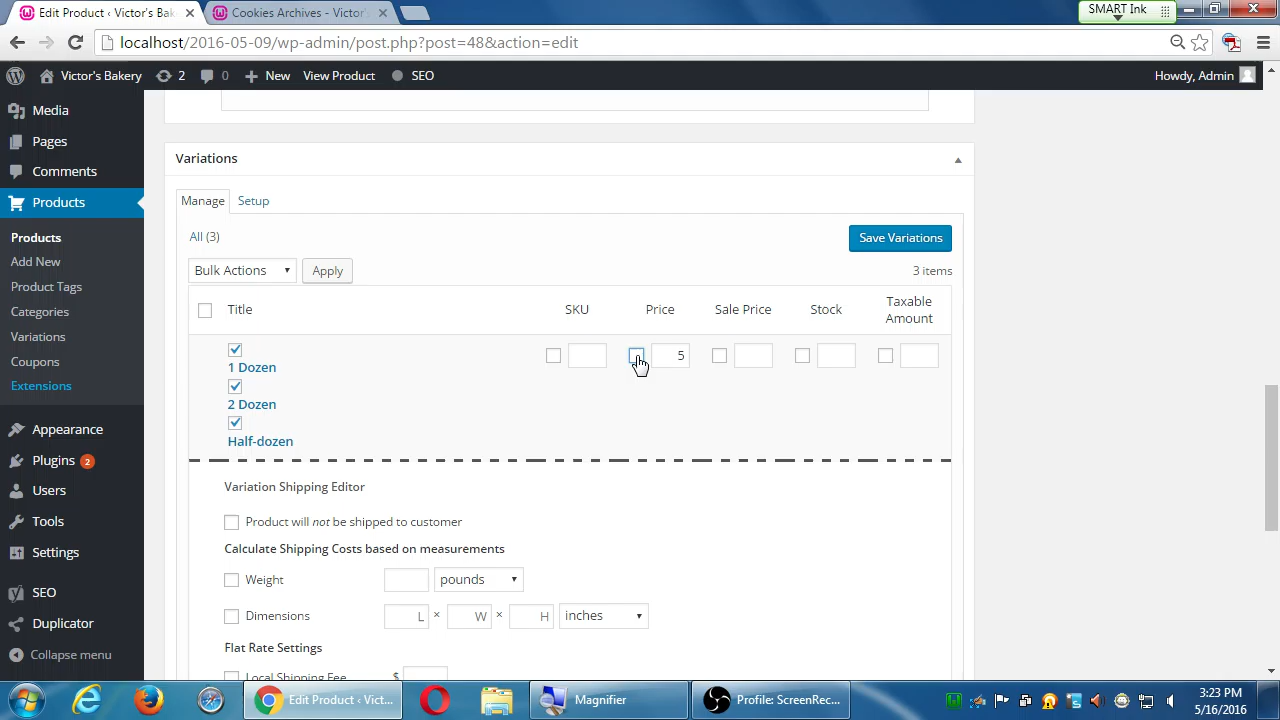 Edit Product ‹ Victor's Bak
Cookies Archives - Victor's
SMART Ink
localhost/2016-05-09/wp-admin/post.php?post=48&action=edit
Victor's Bakery 2 0 New View Product SEO Howdy, Admin
Media
Pages
Comments
Products
Products
Add New
Product Tags
Categories
Variations
Coupons
Extensions
Appearance
Plugins 2
Users
Tools
Settings
SEO
Duplicator
Collapse menu
Variations
Manage Setup
All (3) Save Variations
Bulk Actions Apply 3 items
Title SKU Price Sale Price Stock Taxable Amount
5
1 Dozen
2 Dozen
Half-dozen
Variation Shipping Editor
Product will not be shipped to customer
Calculate Shipping Costs based on measurements
Weight pounds
Dimensions L × W × H inches
Flat Rate Settings
Local Shipping Fee $
Edit Product ‹ Vict... Magnifier Profile: ScreenRec...
3:23 PM
5/16/2016